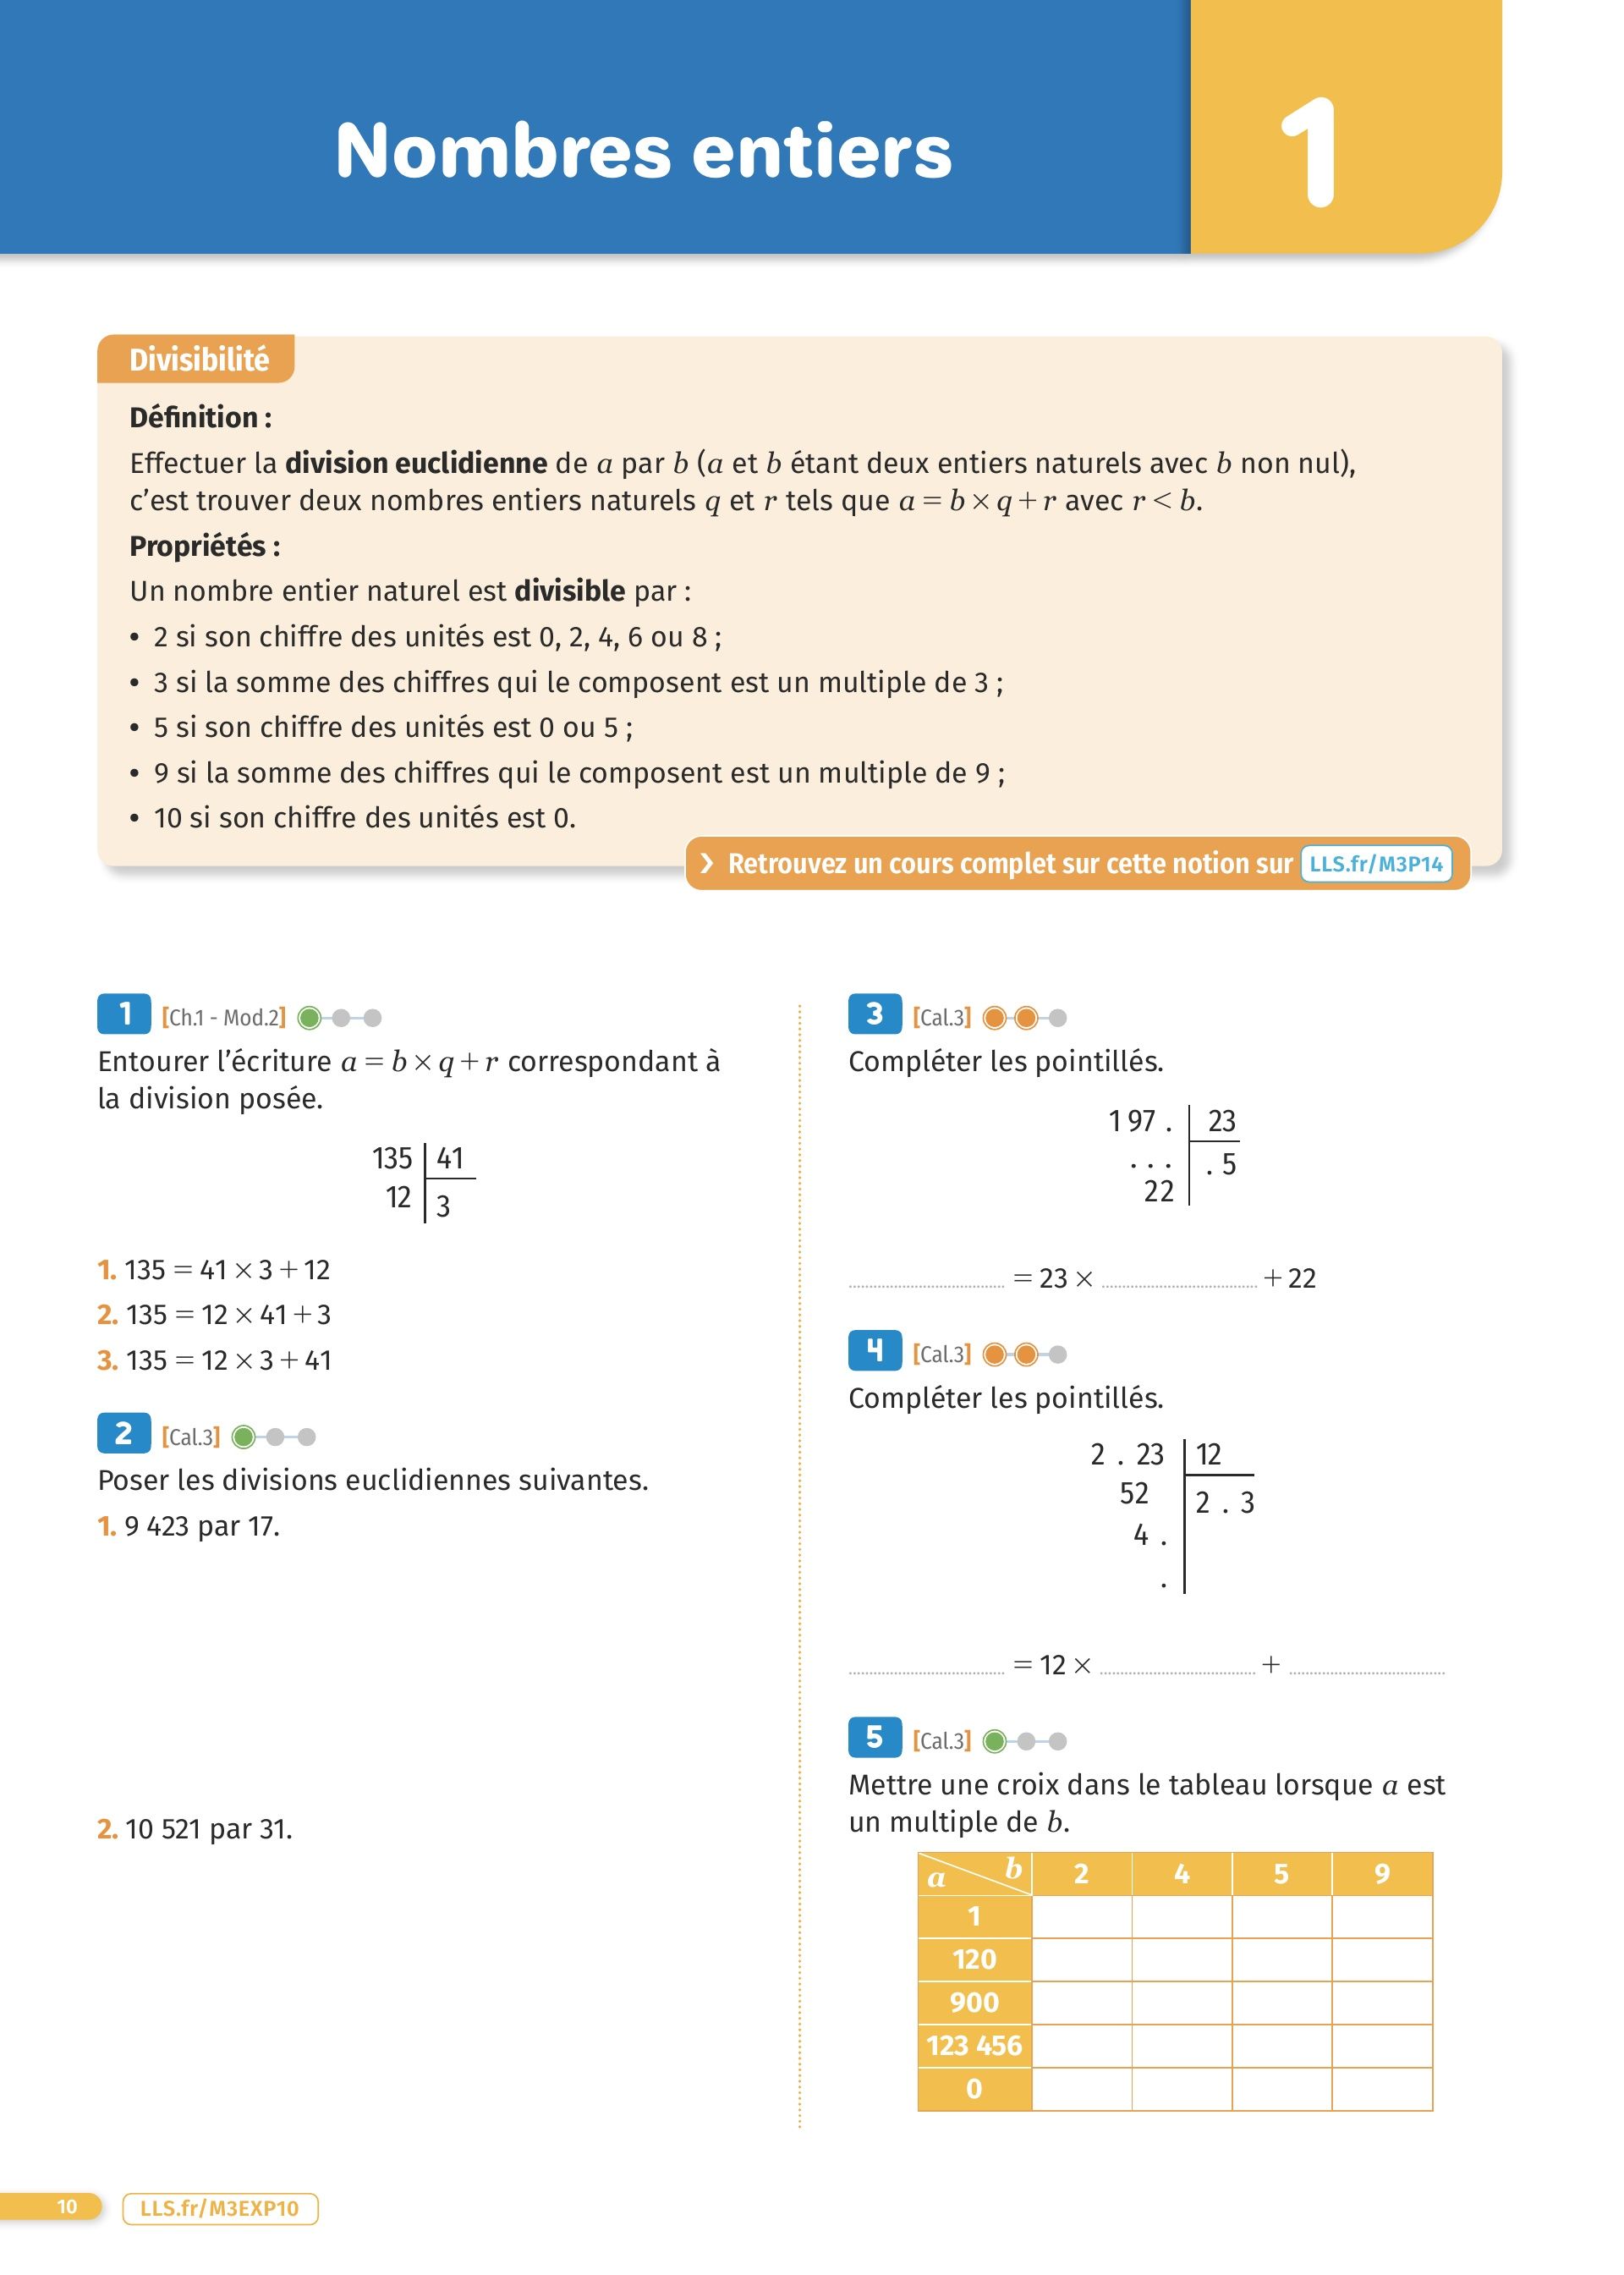 Nombres entiers
1
Divisibilité
Définition :
Effectuer la division euclidienne de a par b (a et b étant deux entiers naturels avec b non nul),
c’est trouver deux nombres entiers naturels q et r tels que a = b × q + r avec r < b.
Propriétés :
Un nombre entier naturel est divisible par :
• 2 si son chiffre des unités est 0, 2, 4, 6 ou 8 ;
• 3 si la somme des chiffres qui le composent est un multiple de 3 ;
• 5 si son chiffre des unités est 0 ou 5 ;
• 9 si la somme des chiffres qui le composent est un multiple de 9 ;
• 10 si son chiffre des unités est 0.
❯ Retrouvez un cours complet sur cette notion sur LLS.fr/M3P14
1 [Ch.1 - Mod.2]
Entourer l’écriture a = b × q + r correspondant à
la division posée.
135 41
12 3
1. 135 = 41 × 3 + 12
2. 135 = 12 × 41 + 3
3. 135 = 12 × 3 + 41
2 [Cal.3]
Poser les divisions euclidiennes suivantes.
1. 9 423 par 17.
2. 10 521 par 31.
3 [Cal.3]
Compléter les pointillés.
197 . 23
. . . . 5
22
.................... = 23 × .................... + 22
4 [Cal.3]
Compléter les pointillés.
2 . 23 12
52 2 . 3
4 .
.
.................... = 12 × .................... + ....................
5 [Cal.3]
Mettre une croix dans le tableau lorsque a est
un multiple de b.
a b 2 4 5 9
1
120
900
123 456
0
10 LLS.fr/M3EXP10